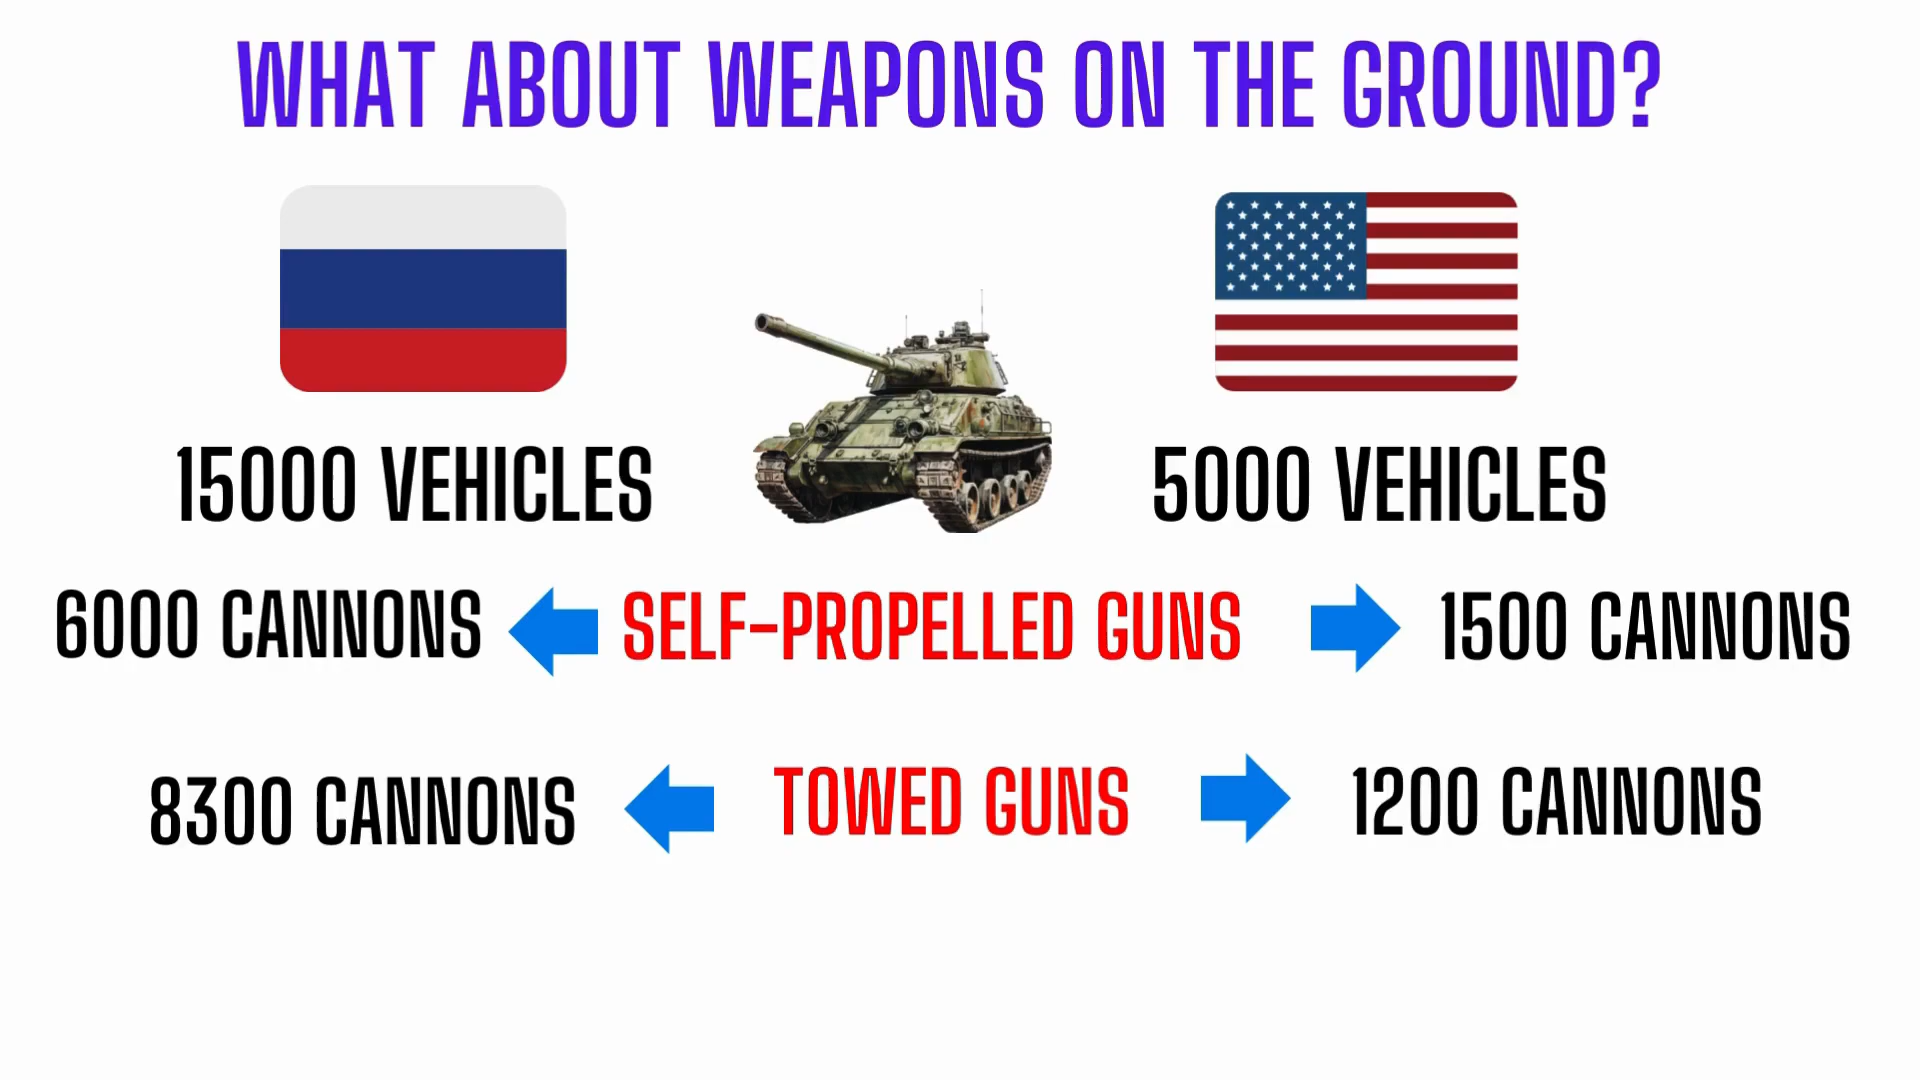 WHAT ABOUT WEAPONS ON THE GROUND?
15000 VEHICLES
5000 VEHICLES
6000 CANNONS
SELF-PROPELLED GUNS
1500 CANNONS
8300 CANNONS
TOWED GUNS
1200 CANNONS